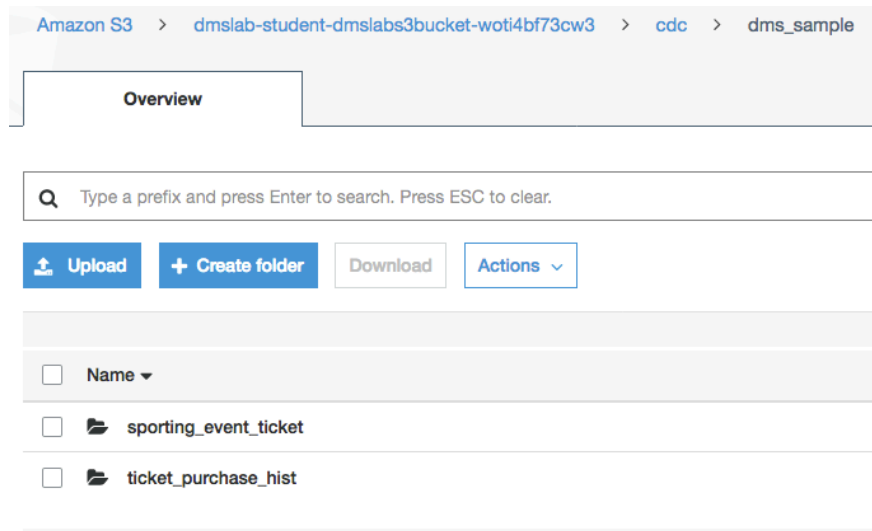 Amazon S3 > dmslab-student-dmslabs3bucket-woti4bf73cw3 > cdc > dms_sample
Overview
Type a prefix and press Enter to search. Press ESC to clear.
Upload + Create folder Download Actions
Name
sporting_event_ticket
ticket_purchase_hist